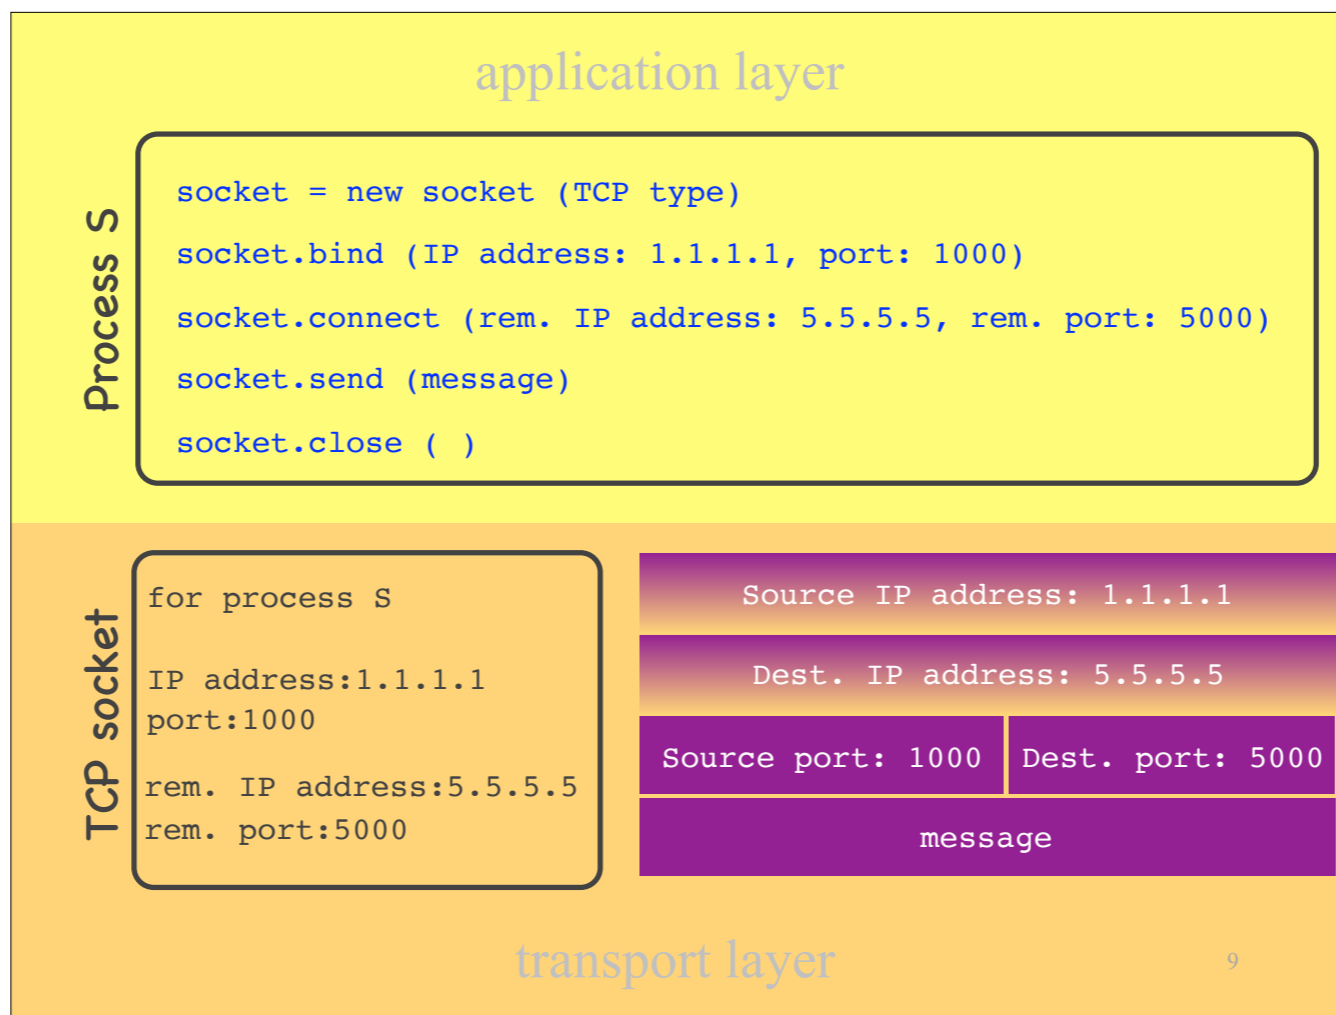 application layer
Process S
socket = new socket (TCP type)
socket.bind (IP address: 1.1.1.1, port: 1000)
socket.connect (rem. IP address: 5.5.5.5, rem. port: 5000)
socket.send (message)
socket.close ( )
TCP socket
for process S
IP address:1.1.1.1
port:1000
rem. IP address:5.5.5.5
rem. port:5000
Source IP address: 1.1.1.1
Dest. IP address: 5.5.5.5
Source port: 1000
Dest. port: 5000
message
transport layer
9